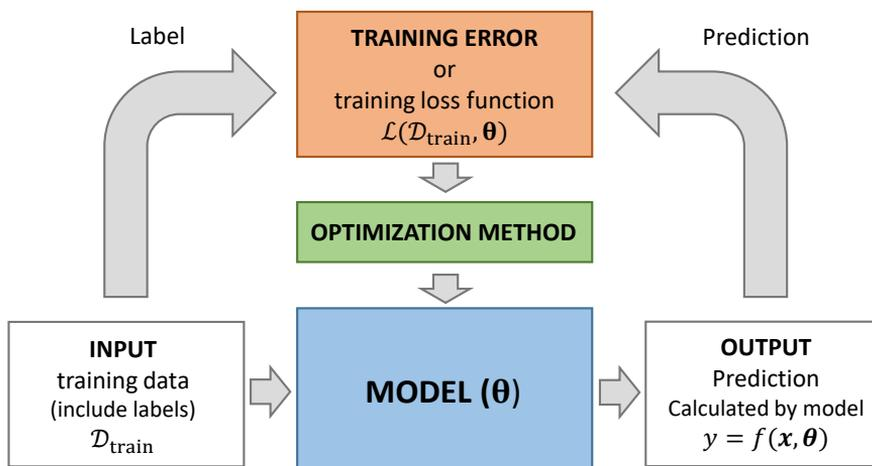 Label
TRAINING ERROR
or
training loss function
ℒ(𝒟train, θ)
Prediction
OPTIMIZATION METHOD
INPUT
training data
(include labels)
𝒟train
MODEL (θ)
OUTPUT
Prediction
Calculated by model
y = f(x, θ)